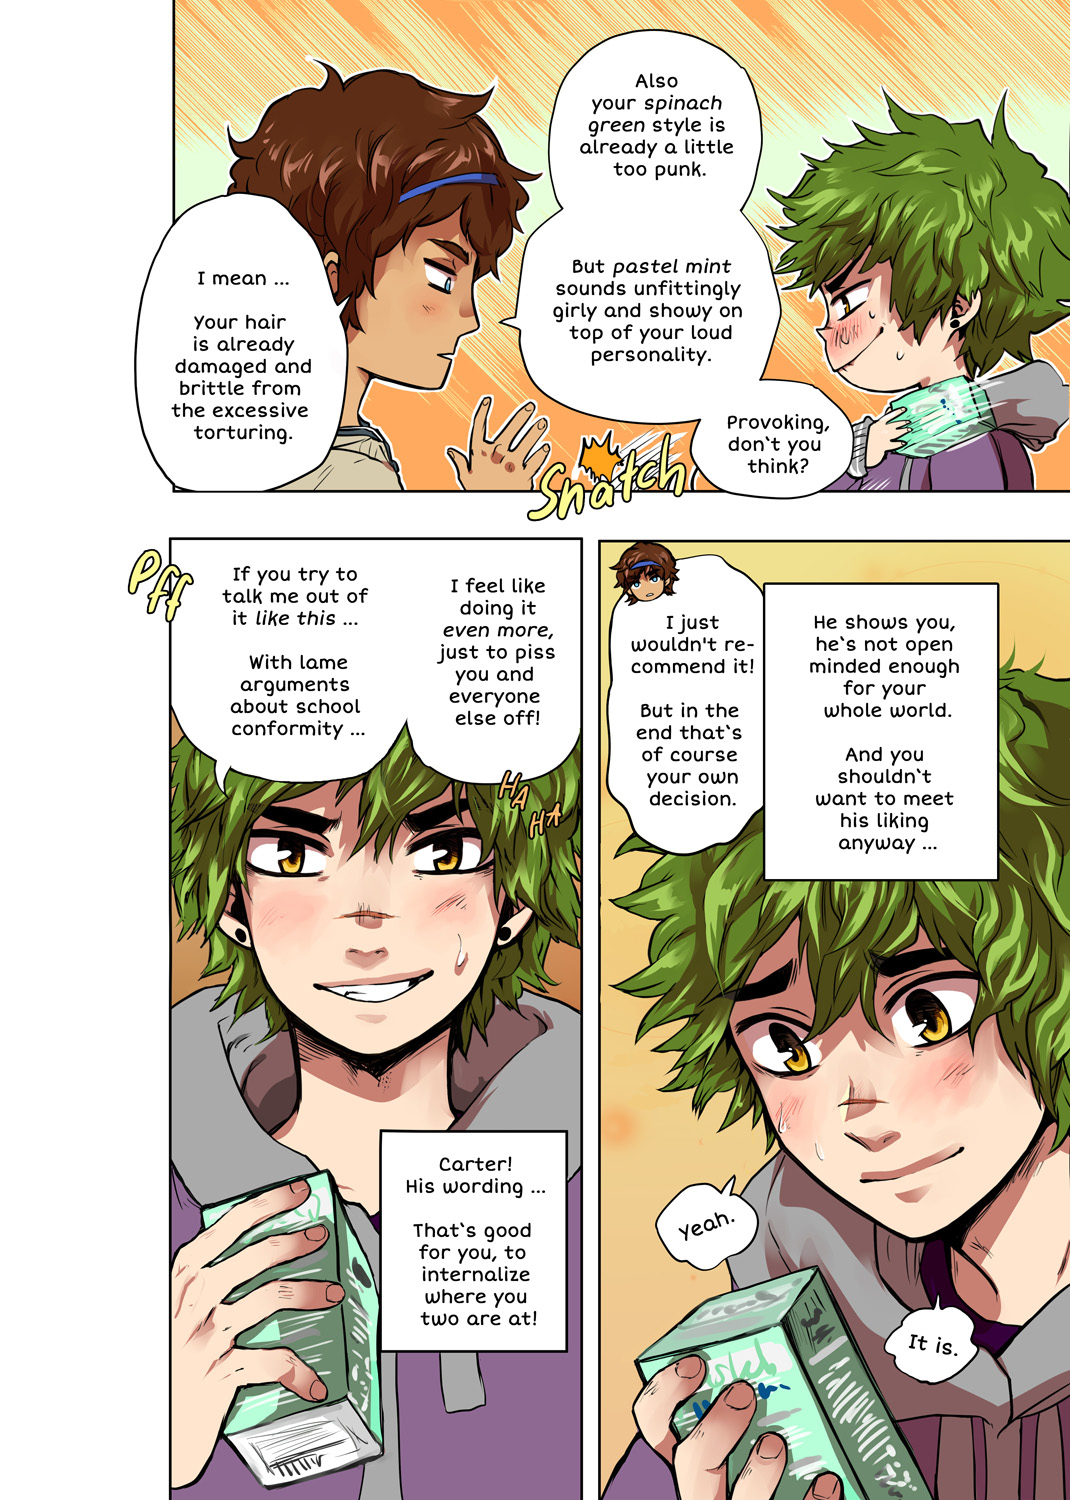 I mean ...
Your hair
is already
damaged and
brittle from
the excessive
torturing.
Also
your spinach
green style is
already a little
too punk.
But pastel mint
sounds unfittingly
girly and showy on
top of your loud
personality.
Provoking,
don`t you
think?
Snatch
Pff
If you try to
talk me out of
it like this ...
With lame
arguments
about school
conformity ...
I feel like
doing it
even more,
just to piss
you and
everyone
else off!
HA
HA
Carter!
His wording ...
That`s good
for you, to
internalize
where you
two are at!
I just
wouldn't re-
commend it!
But in the
end that`s
of course
your own
decision.
He shows you,
he`s not open
minded enough
for your
whole world.
And you
shouldn`t
want to meet
his liking
anyway ...
yeah.
It is.